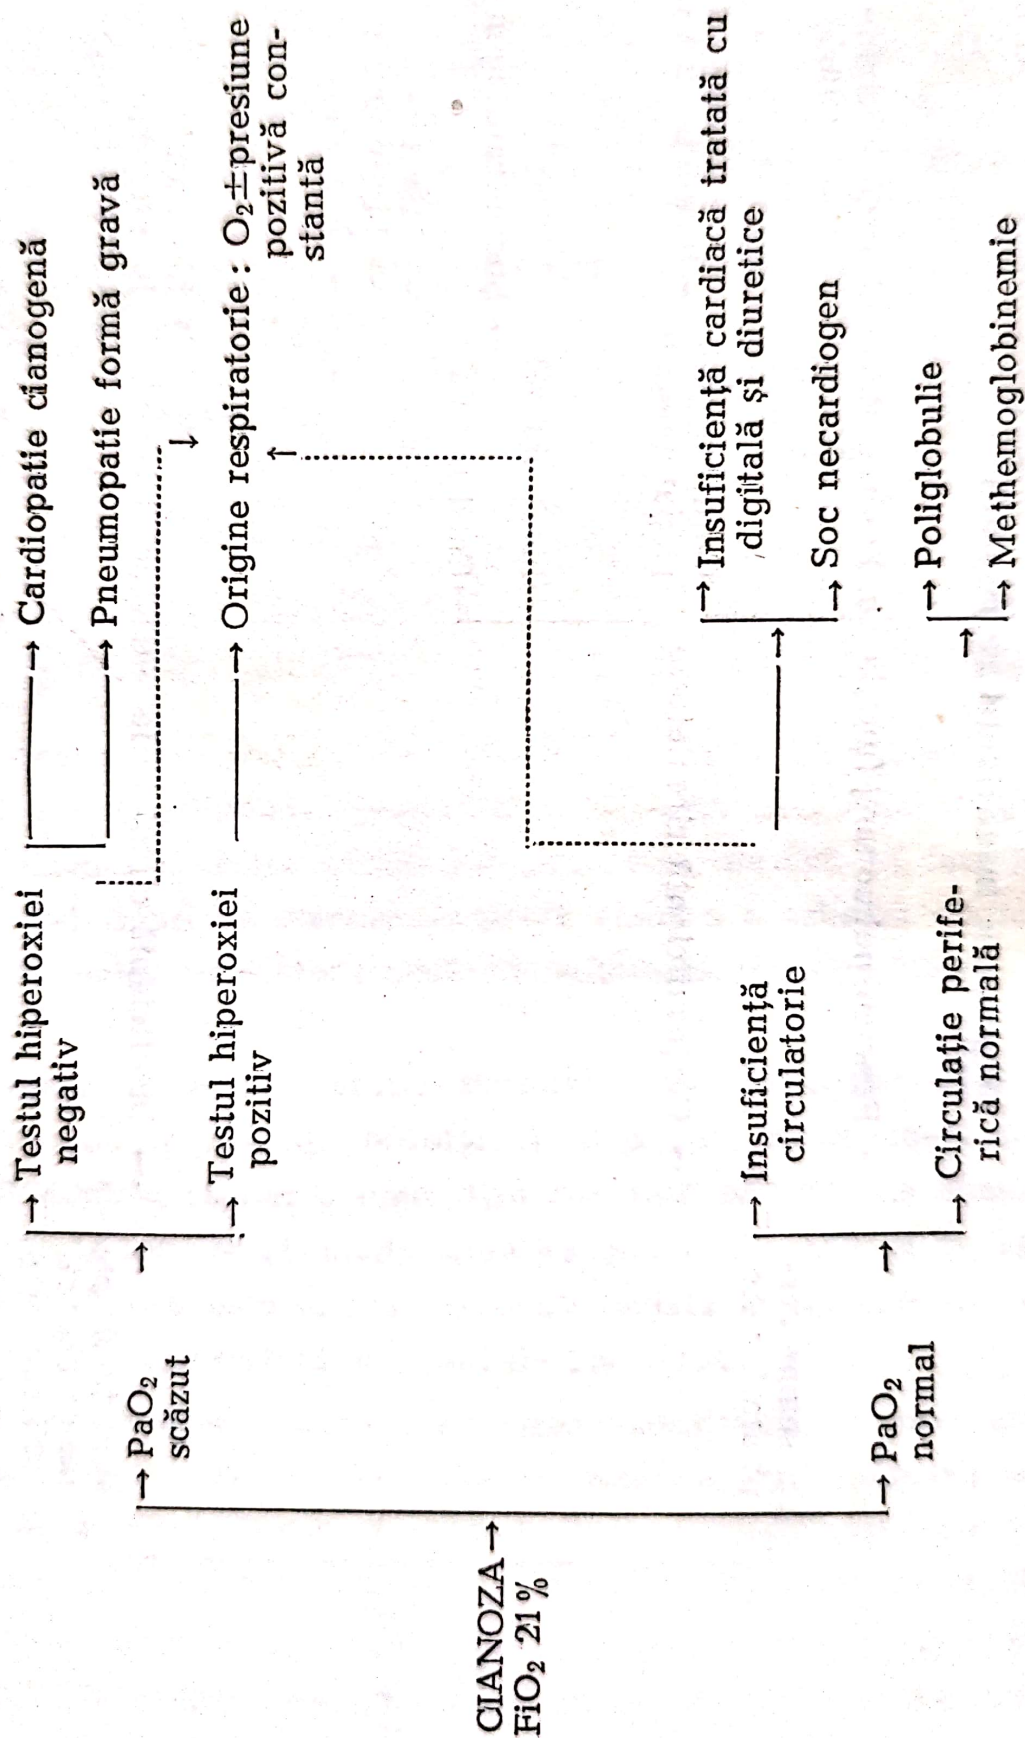 CIANOZA →
FiO₂ 21 %
→ PaO₂
scăzut
→
→ Testul hiperoxiei
negativ
→ Cardiopatie cianogenă
→ Pneumopatie formă gravă
↓
→ Testul hiperoxiei
pozitiv
→ Origine respiratorie : O₂±presiune
pozitivă con-
stantă
↑
→ PaO₂
normal
→
→ Insuficiență
circulatorie
→
→ Insuficiență cardiacă tratată cu
digitală și diuretice
→ Soc necardiogen
→ Circulație perife-
rică normală
→
→ Poliglobulie
→ Methemoglobinemie